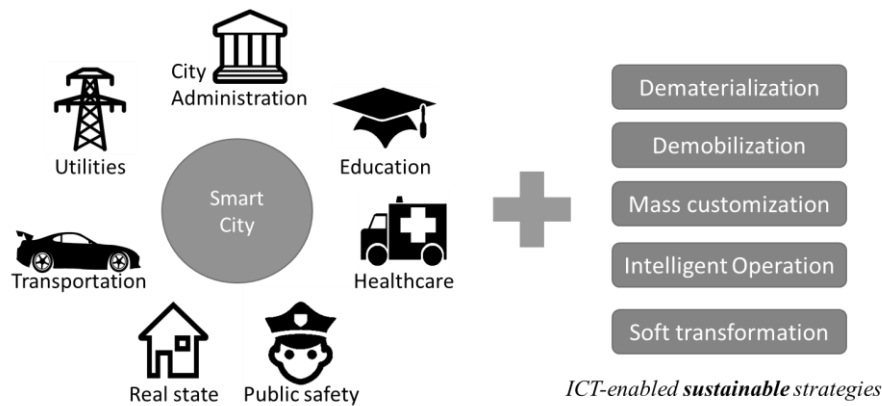 City
Administration
Utilities
Education
Smart
City
Transportation
Healthcare
Real state
Public safety
Dematerialization
Demobilization
Mass customization
Intelligent Operation
Soft transformation
ICT-enabled sustainable strategies